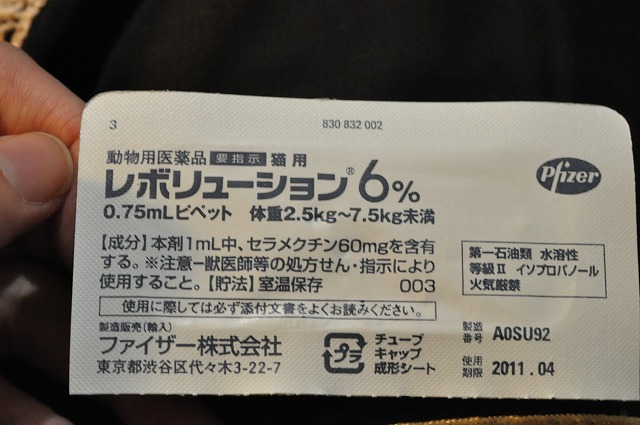 3
830 832 002
動物用医薬品 要指示 猫用
レボリューション® 6%
Pfizer
0.75mLピペット 体重2.5kg~7.5kg未満
【成分】本剤1mL中、セラメクチン60mgを含有
する。※注意-獣医師等の処方せん・指示により
使用すること。【貯法】室温保存 003
第一石油類 水溶性
等級Ⅱ イソプロパノール
火気厳禁
使用に際しては必ず添付文書をよくお読みください。
製造販売(輸入)
ファイザー株式会社
東京都渋谷区代々木3-22-7
プラ
チューブ
キャップ
成形シート
製造番号 A0SU92
使用期限 2011.04